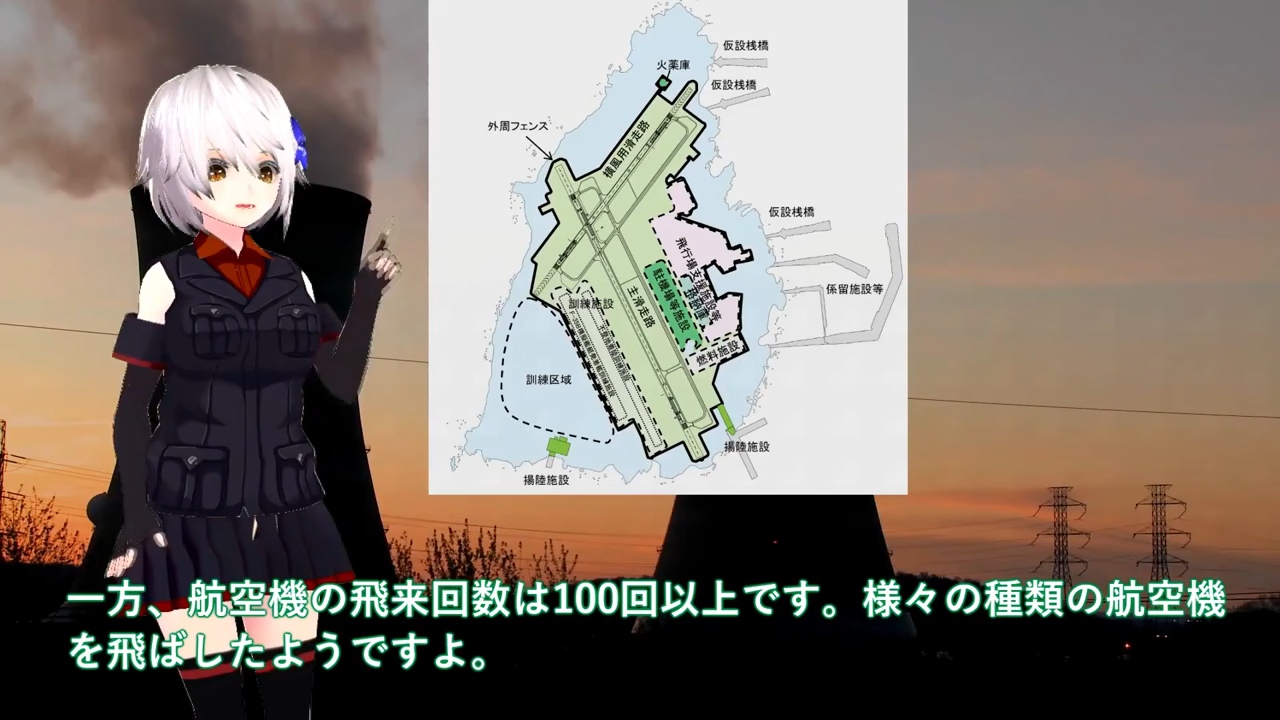 仮設桟橋
火薬庫
仮設桟橋
外周フェンス
横風用滑走路
仮設桟橋
飛行場支援施設等
係留施設等
駐機場等施設
格納庫
訓練施設
主滑走路
燃料施設
訓練区域
揚陸施設
揚陸施設
一方、航空機の飛来回数は100回以上です。様々の種類の航空機
を飛ばしたようですよ。